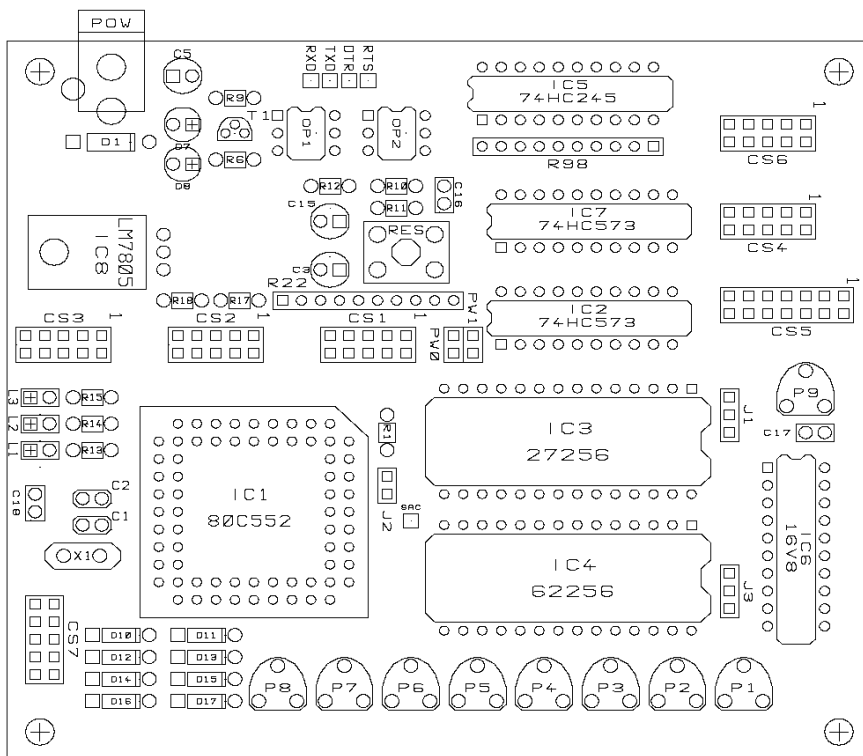 POW
C5
RXD
TXD
DTR
RTS
IC5
74HC245
1
R9
T1
D7
OP1
OP2
D1
R6
R98
CS6
D8
R12
R10
C16
R11
IC7
74HC573
1
C15
RES
CS4
LM7805
IC8
C3
R22
1
R18
R17
IC2
74HC573
CS5
CS3
1
CS2
1
CS1
1
PW0
PW1
L3
R15
P9
L2
R14
R1
IC3
27256
J1
C17
L1
R13
C18
C2
IC1
80C552
J2
C1
SAC
X1
IC4
62256
J3
IC6
16V8
CS7
D10
D11
D12
D13
D14
D15
D16
D17
P8
P7
P6
P5
P4
P3
P2
P1